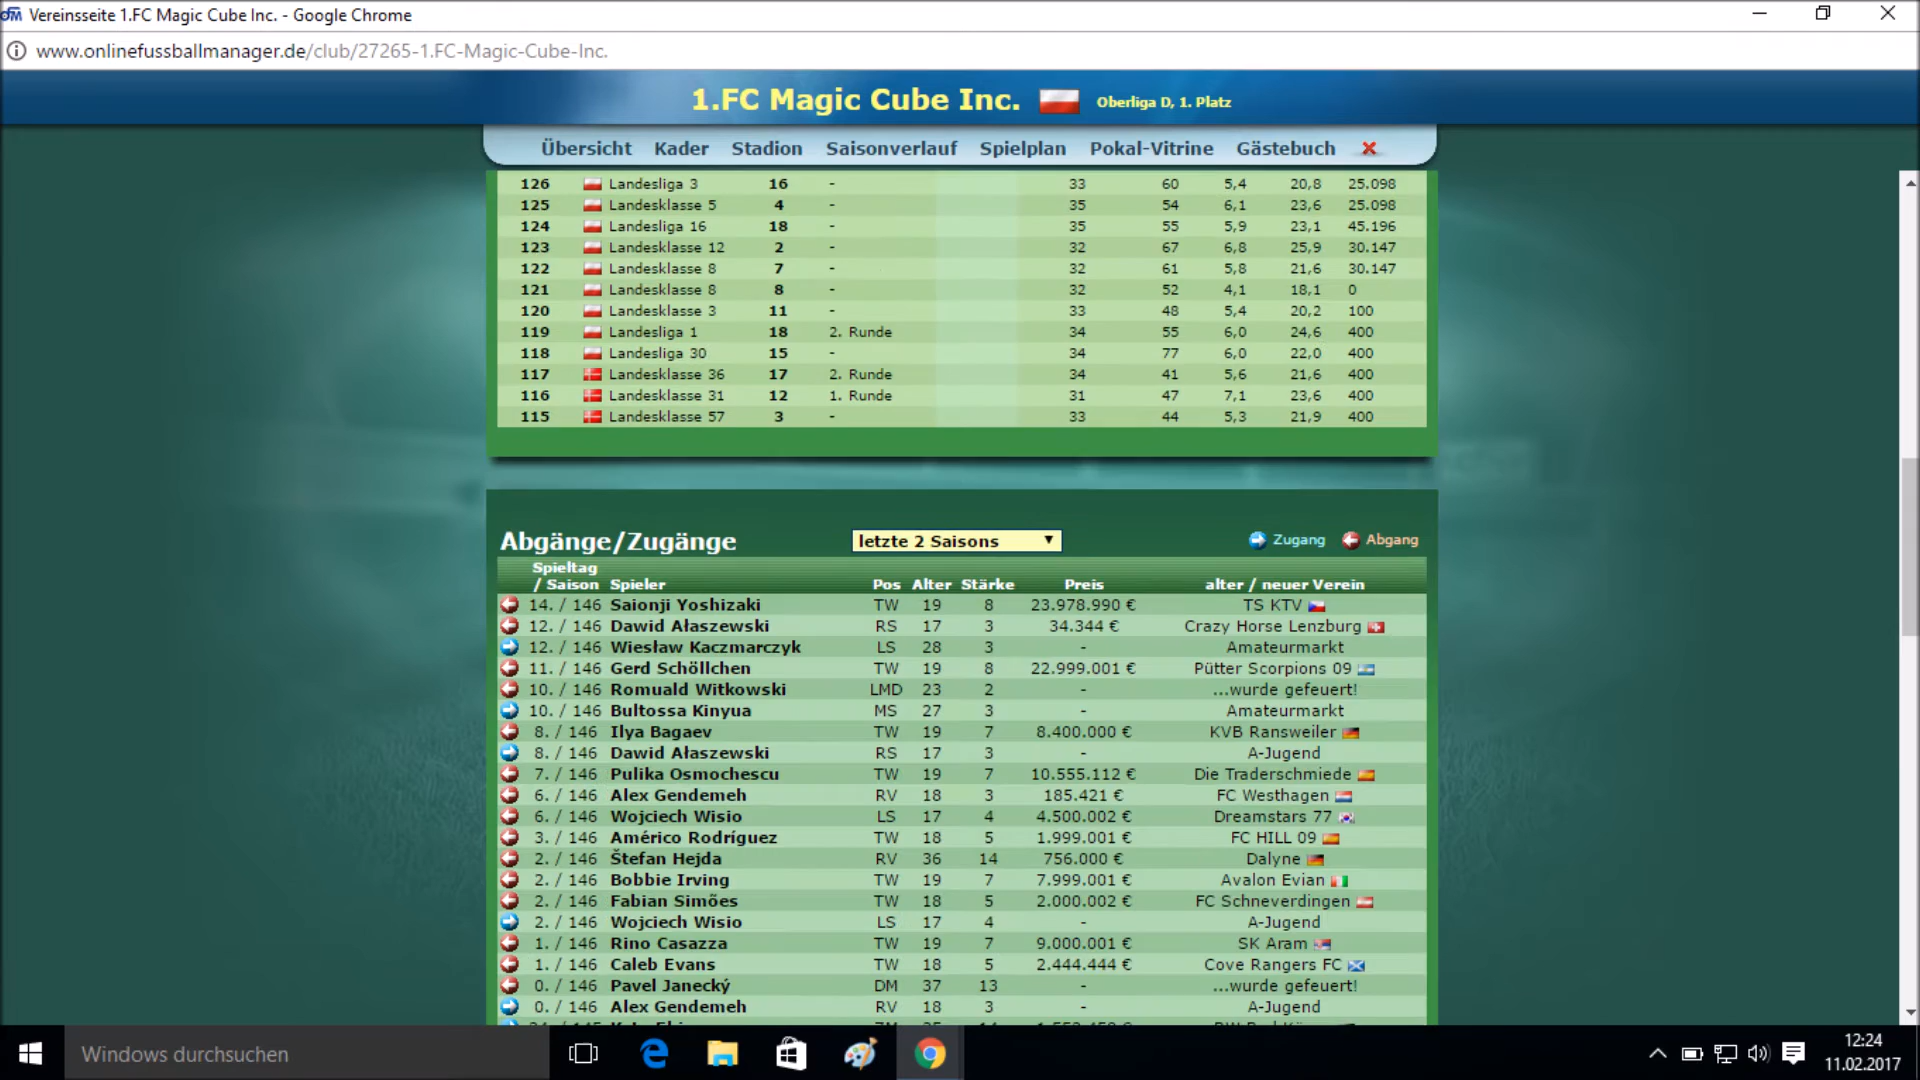 Vereinsseite 1.FC Magic Cube Inc. - Google Chrome
www.onlinefussballmanager.de/club/27265-1.FC-Magic-Cube-Inc.
1.FC Magic Cube Inc. Oberliga D, 1. Platz
Übersicht Kader Stadion Saisonverlauf Spielplan Pokal-Vitrine Gästebuch
126 Landesliga 3 16 - 33 60 5,4 20,8 25.098
125 Landesklasse 5 4 - 35 54 6,1 23,6 25.098
124 Landesliga 16 18 - 35 55 5,9 23,1 45.196
123 Landesklasse 12 2 - 32 67 6,8 25,9 30.147
122 Landesklasse 8 7 - 32 61 5,8 21,6 30.147
121 Landesklasse 8 8 - 32 52 4,1 18,1 0
120 Landesklasse 3 11 - 33 48 5,4 20,2 100
119 Landesliga 1 18 2. Runde 34 55 6,0 24,6 400
118 Landesliga 30 15 - 34 77 6,0 22,0 400
117 Landesklasse 36 17 2. Runde 34 41 5,6 21,6 400
116 Landesklasse 31 12 1. Runde 31 47 7,1 23,6 400
115 Landesklasse 57 3 - 33 44 5,3 21,9 400
Abgänge/Zugänge letzte 2 Saisons Zugang Abgang
Spieltag
/ Saison Spieler Pos Alter Stärke Preis alter / neuer Verein
14. / 146 Saionji Yoshizaki TW 19 8 23.978.990 € TS KTV
12. / 146 Dawid Ałaszewski RS 17 3 34.344 € Crazy Horse Lenzburg
12. / 146 Wiesław Kaczmarczyk LS 28 3 - Amateurmarkt
11. / 146 Gerd Schöllchen TW 19 8 22.999.001 € Pütter Scorpions 09
10. / 146 Romuald Witkowski LMD 23 2 - ...wurde gefeuert!
10. / 146 Bultossa Kinyua MS 27 3 - Amateurmarkt
8. / 146 Ilya Bagaev TW 19 7 8.400.000 € KVB Ransweiler
8. / 146 Dawid Ałaszewski RS 17 3 - A-Jugend
7. / 146 Pulika Osmochescu TW 19 7 10.555.112 € Die Traderschmiede
6. / 146 Alex Gendemeh RV 18 3 185.421 € FC Westhagen
6. / 146 Wojciech Wisio LS 17 4 4.500.002 € Dreamstars 77
3. / 146 Américo Rodríguez TW 18 5 1.999.001 € FC HILL 09
2. / 146 Štefan Hejda RV 36 14 756.000 € Dalyne
2. / 146 Bobbie Irving TW 19 7 7.999.001 € Avalon Evian
2. / 146 Fabian Simões TW 18 5 2.000.002 € FC Schneverdingen
2. / 146 Wojciech Wisio LS 17 4 - A-Jugend
1. / 146 Rino Casazza TW 19 7 9.000.001 € SK Aram
1. / 146 Caleb Evans TW 18 5 2.444.444 € Cove Rangers FC
0. / 146 Pavel Janecký DM 37 13 - ...wurde gefeuert!
0. / 146 Alex Gendemeh RV 18 3 - A-Jugend
Windows durchsuchen
12:24
11.02.2017